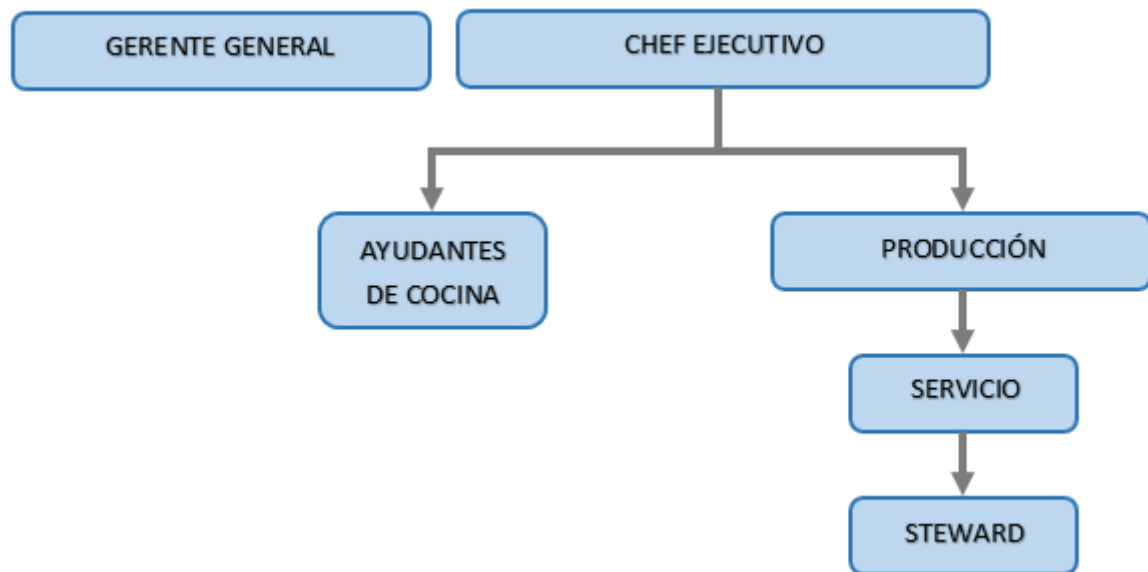 GERENTE GENERAL
CHEF EJECUTIVO
AYUDANTES
DE COCINA
PRODUCCIÓN
SERVICIO
STEWARD